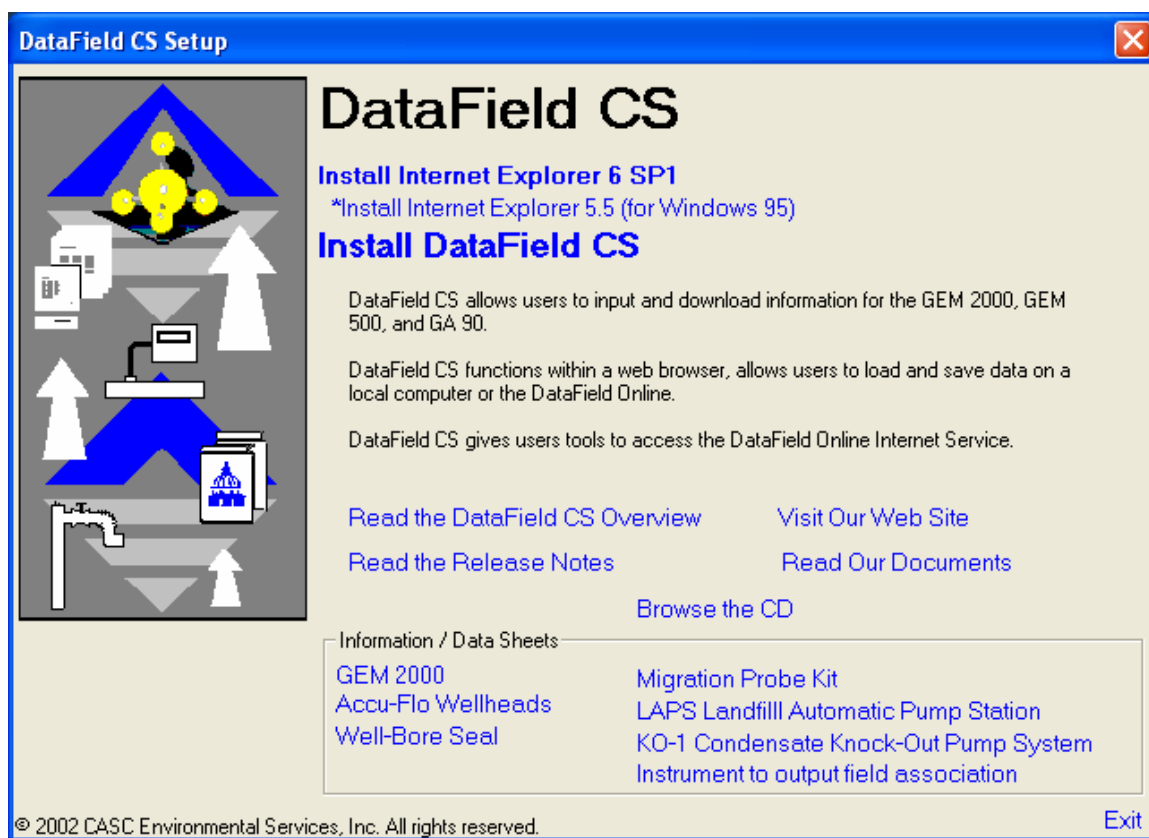 DataField CS Setup
DataField CS
Install Internet Explorer 6 SP1
*Install Internet Explorer 5.5 (for Windows 95)
Install DataField CS
DataField CS allows users to input and download information for the GEM 2000, GEM
500, and GA 90.
DataField CS functions within a web browser, allows users to load and save data on a
local computer or the DataField Online.
DataField CS gives users tools to access the DataField Online Internet Service.
Read the DataField CS Overview
Visit Our Web Site
Read the Release Notes
Read Our Documents
Browse the CD
Information / Data Sheets
GEM 2000
Accu-Flo Wellheads
Well-Bore Seal
Migration Probe Kit
LAPS Landfilll Automatic Pump Station
KO-1 Condensate Knock-Out Pump System
Instrument to output field association
© 2002 CASC Environmental Services, Inc. All rights reserved.
Exit